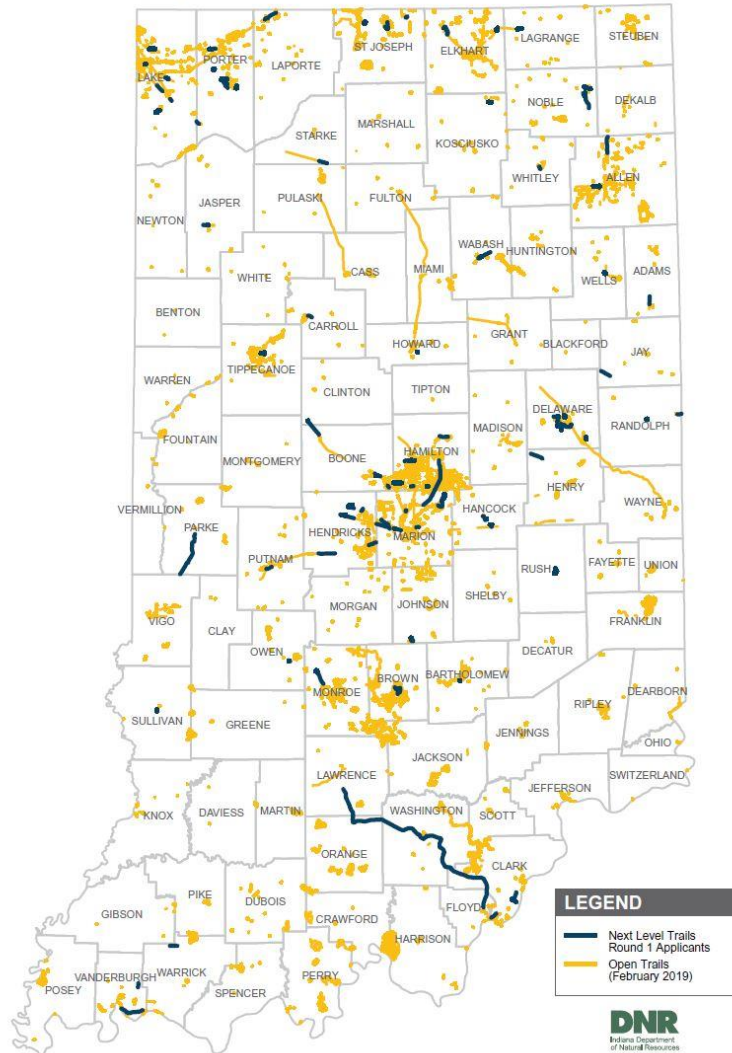 STEUBEN
LAGRANGE
ST JOSEPH
ELKHART
LAPORTE
PORTER
LAKE
NOBLE
DEKALB
MARSHALL
STARKE
KOSCIUSKO
WHITLEY
ALLEN
PULASKI
FULTON
JASPER
NEWTON
WABASH
HUNTINGTON
MIAMI
CASS
WHITE
WELLS
ADAMS
BENTON
CARROLL
GRANT
HOWARD
BLACKFORD
JAY
TIPPECANOE
WARREN
CLINTON
TIPTON
DELAWARE
RANDOLPH
MADISON
FOUNTAIN
HAMILTON
MONTGOMERY
BOONE
HENRY
WAYNE
VERMILLION
HANCOCK
PARKE
HENDRICKS
MARION
PUTNAM
RUSH
FAYETTE
UNION
SHELBY
MORGAN
JOHNSON
VIGO
FRANKLIN
CLAY
OWEN
DECATUR
BARTHOLOMEW
BROWN
MONROE
DEARBORN
RIPLEY
SULLIVAN
GREENE
JENNINGS
OHIO
JACKSON
SWITZERLAND
LAWRENCE
JEFFERSON
KNOX
DAVIESS
MARTIN
WASHINGTON
SCOTT
ORANGE
CLARK
PIKE
DUBOIS
FLOYD
GIBSON
CRAWFORD
HARRISON
VANDERBURGH
WARRICK
PERRY
POSEY
SPENCER
LEGEND
Next Level Trails
Round 1 Applicants
Open Trails
(February 2019)
DNR
Indiana Department
of Natural Resources